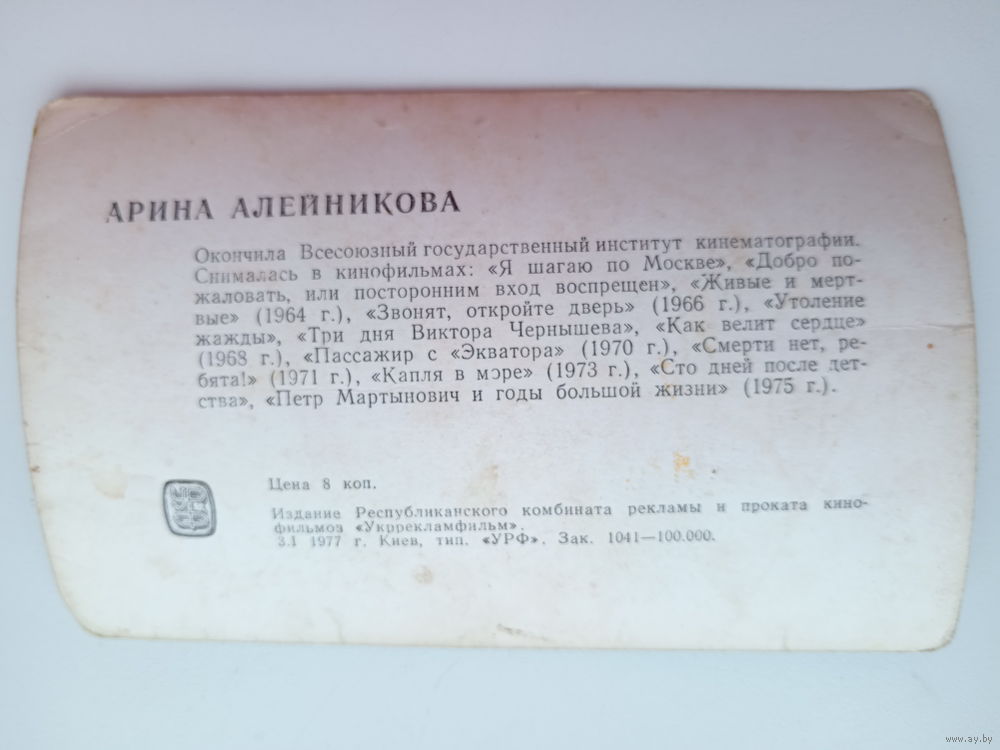 АРИНА АЛЕЙНИКОВА
Окончила Всесоюзный государственный институт кинематографии.
Снималась в кинофильмах: «Я шагаю по Москве», «Добро по-
жаловать, или посторонним вход воспрещен», «Живые и мерт-
вые» (1964 г.), «Звонят, откройте дверь» (1966 г.), «Утоление
жажды», «Три дня Виктора Чернышева», «Как велит сердце»
(1968 г.), «Пассажир с «Экватора» (1970 г.), «Смерти нет, ре-
бята!» (1971 г.), «Капля в море» (1973 г.), «Сто дней после дет-
ства», «Петр Мартынович и годы большой жизни» (1975 г.).
Цена 8 коп.
Издание Республиканского комбината рекламы и проката кино-
фильмов «Укррекламфильм».
3.I 1977 г. Киев, тип. «УРФ». Зак. 1041—100.000.
www.ay.by